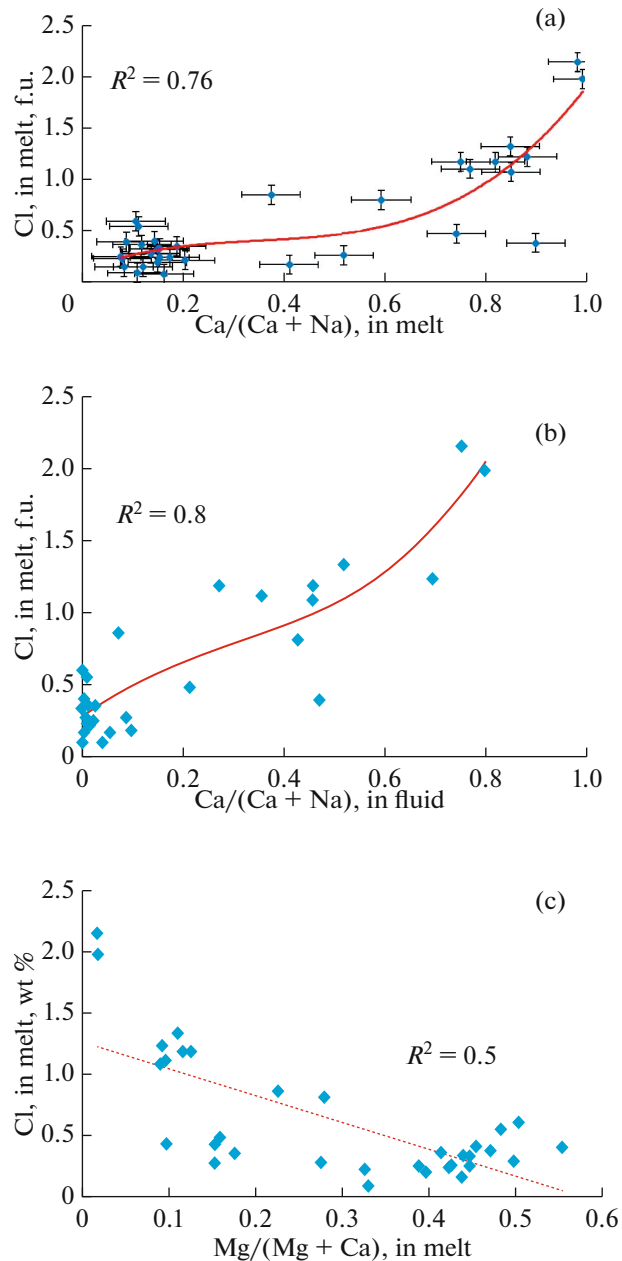 (a)
2.5
R² = 0.76
2.0
1.5
1.0
0.5
0 0.2 0.4 0.6 0.8 1.0
Cl, in melt, f.u.
Ca/(Ca + Na), in melt
(b)
2.5
2.0
R² = 0.8
1.5
1.0
0.5
0
0 0.2 0.4 0.6 0.8 1.0
Cl, in melt, f.u.
Ca/(Ca + Na), in fluid
(c)
2.5
2.0
1.5
R² = 0.5
1.0
0.5
0
0 0.1 0.2 0.3 0.4 0.5 0.6
Cl, in melt, wt %
Mg/(Mg + Ca), in melt